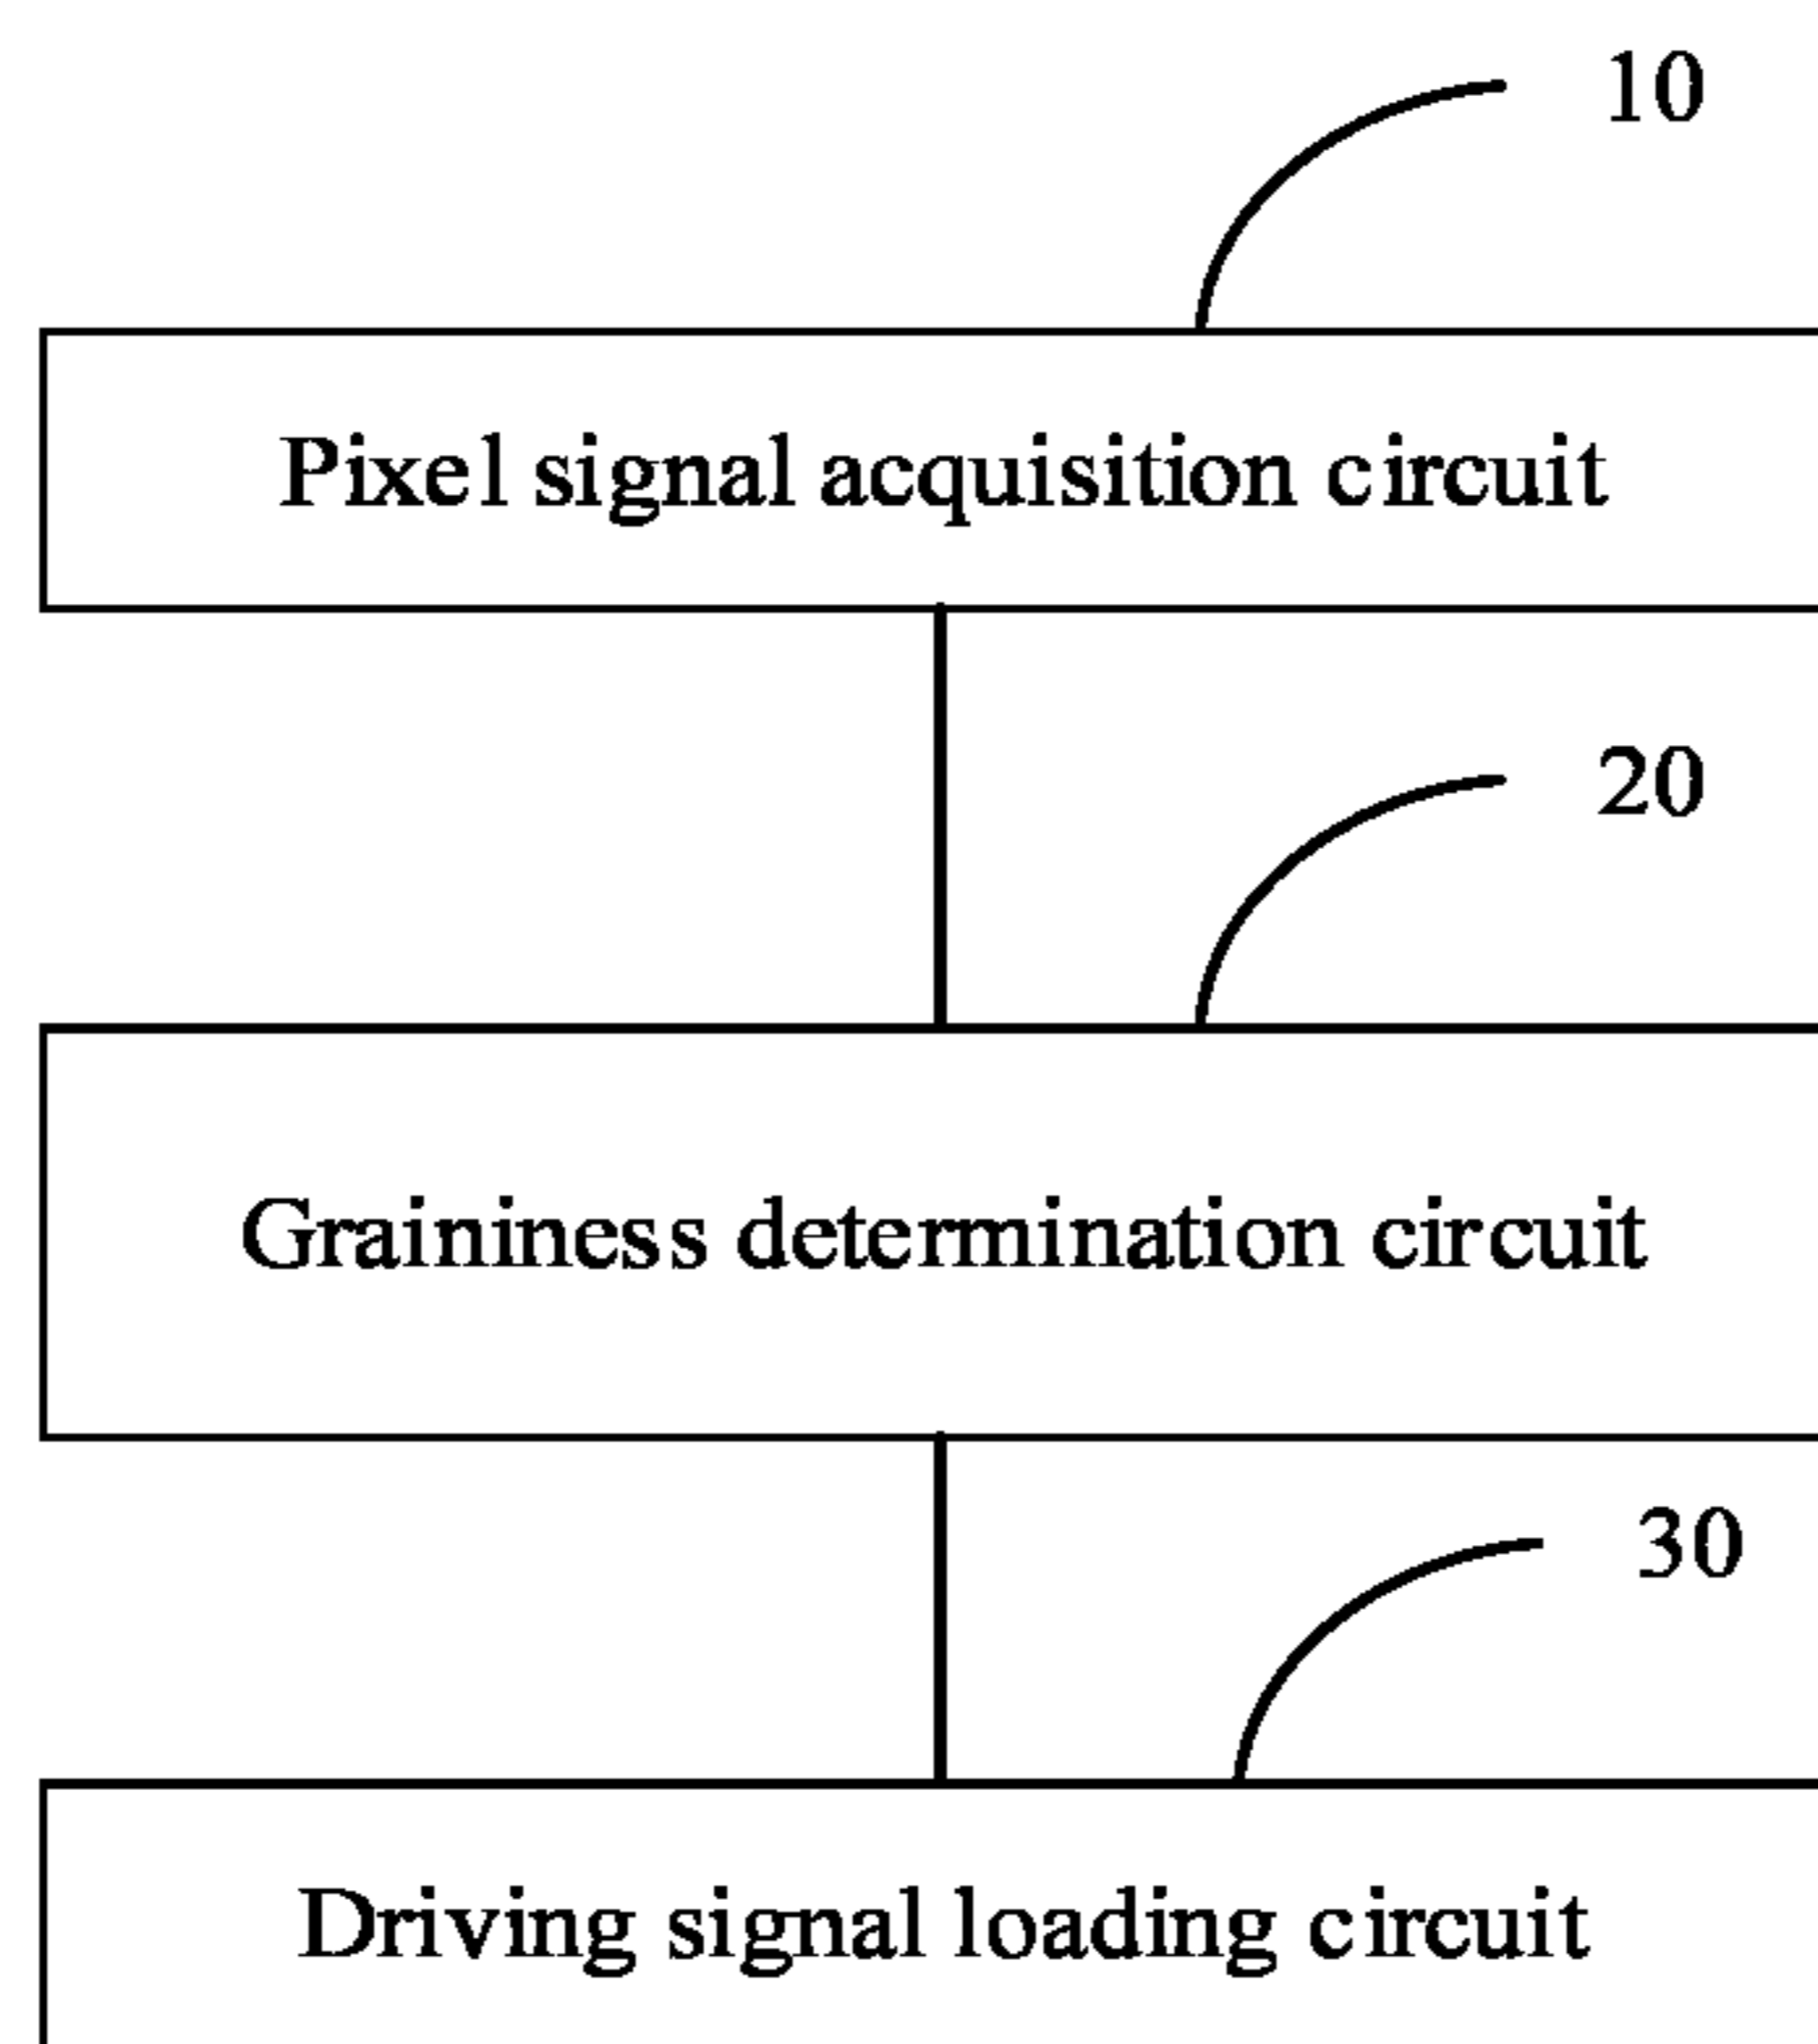 10
Pixel signal acquisition circuit
20
Graininess determination circuit
30
Driving signal loading circuit